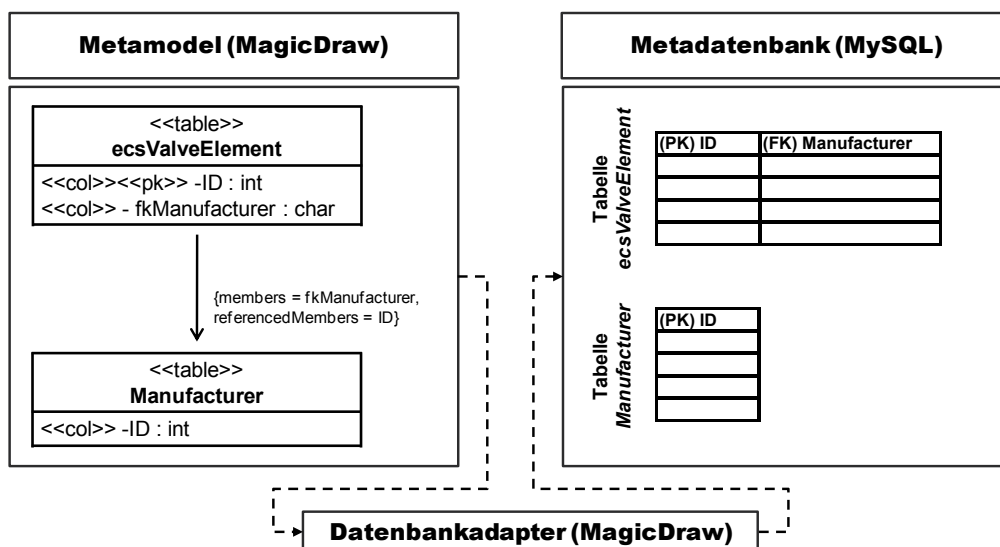 Metamodel (MagicDraw)
<<table>>
ecsValveElement
<<col>><<pk>> -ID : int
<<col>> - fkManufacturer : char
{members = fkManufacturer,
referencedMembers = ID}
<<table>>
Manufacturer
<<col>> -ID : int
Metadatenbank (MySQL)
Tabelle
ecsValveElement
(PK) ID (FK) Manufacturer
Tabelle
Manufacturer
(PK) ID
Datenbankadapter (MagicDraw)